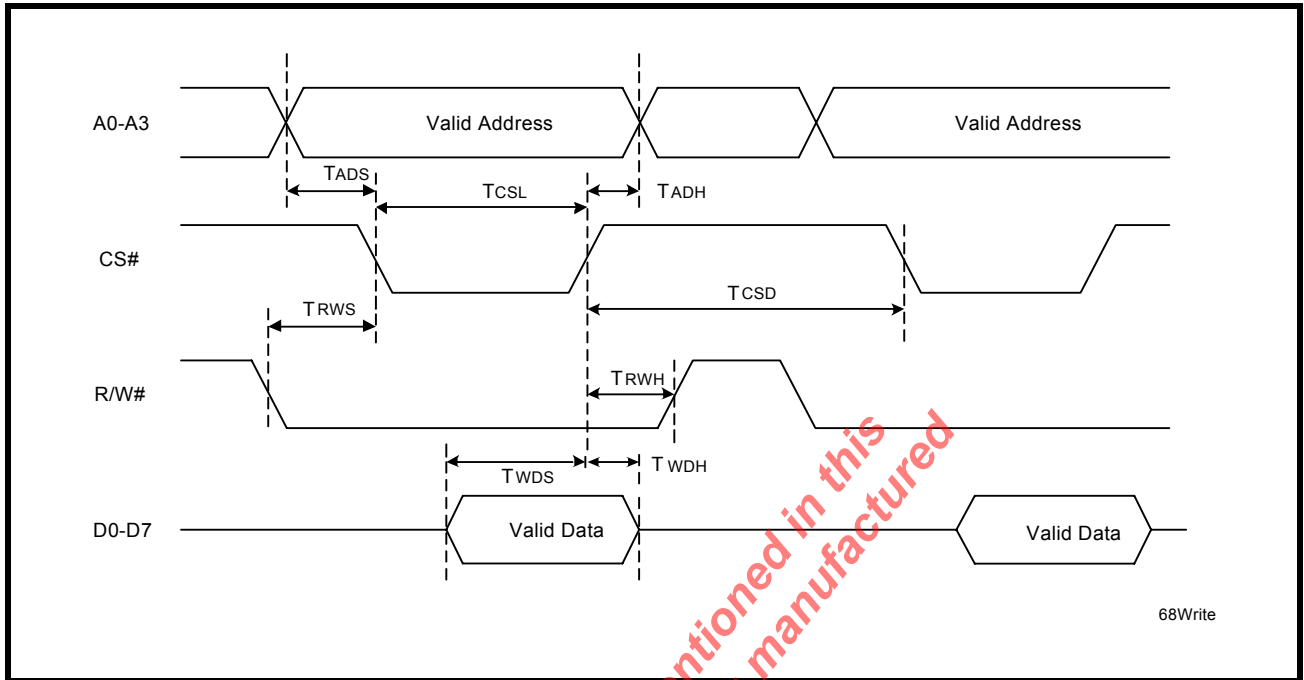 A0-A3
Valid Address
Valid Address
TADS
TCSL
TADH
CS#
TCSD
TRWS
R/W#
TRWH
TWDS
TWDH
D0-D7
Valid Data
Valid Data
mentioned in this
manufactured
68Write